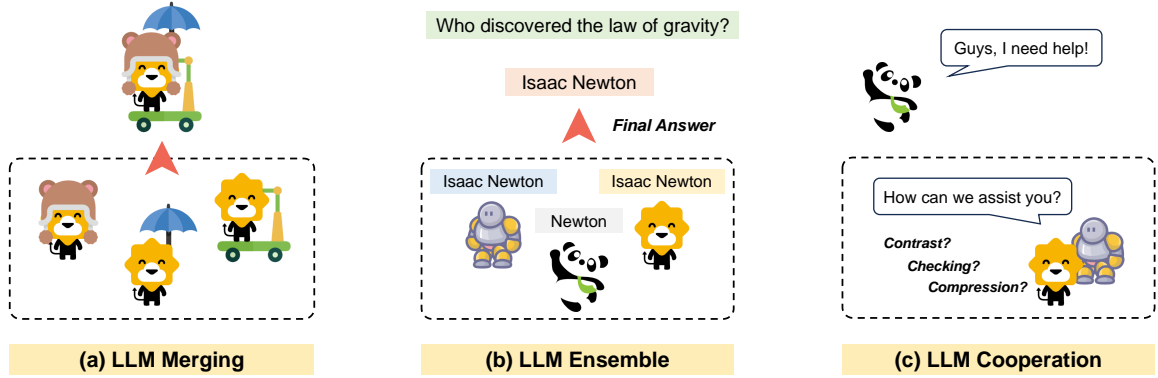 (a) LLM Merging
Who discovered the law of gravity?
Isaac Newton
Final Answer
Isaac Newton
Isaac Newton
Newton
(b) LLM Ensemble
Guys, I need help!
How can we assist you?
Contrast?
Checking?
Compression?
(c) LLM Cooperation